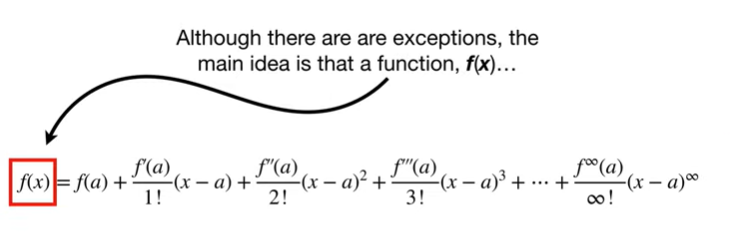 Although there are are exceptions, the
main idea is that a function, f(x)…
f(x) = f(a) + f′(a)/1! (x − a) + f″(a)/2! (x − a)² + f‴(a)/3! (x − a)³ + ⋯ + f^∞(a)/∞! (x − a)^∞